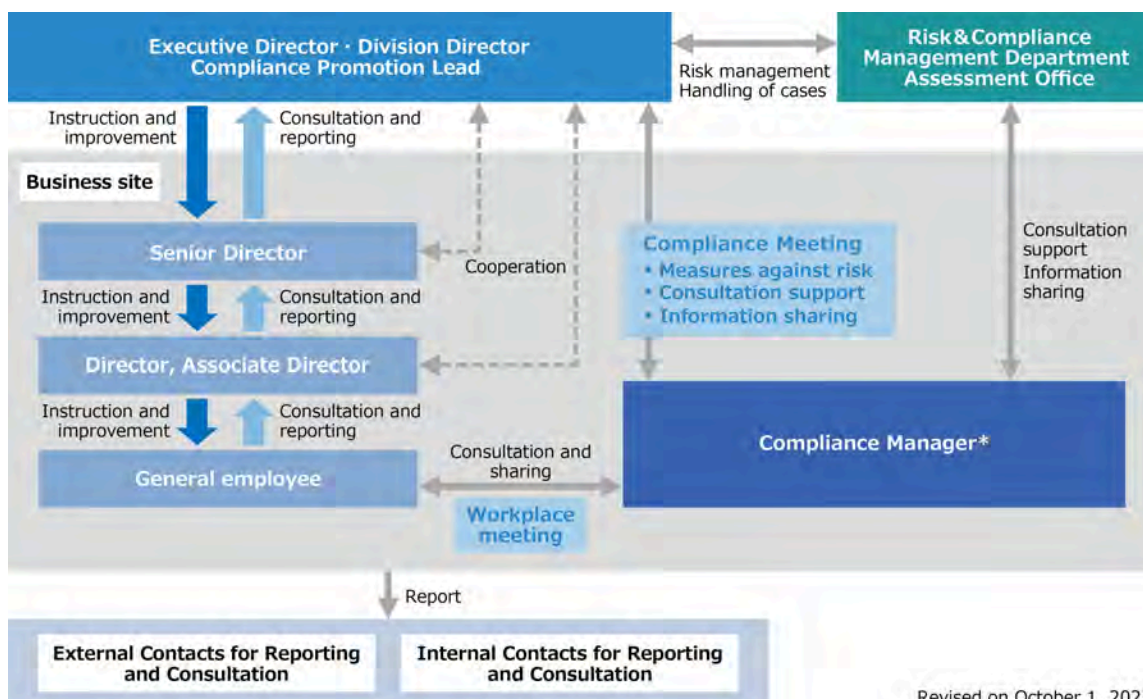 Executive Director · Division Director
Compliance Promotion Lead
Risk&Compliance
Management Department
Assessment Office
Risk management
Handling of cases
Instruction and
improvement
Consultation and
reporting
Business site
Senior Director
Cooperation
Compliance Meeting
• Measures against risk
• Consultation support
• Information sharing
Consultation
support
Information
sharing
Instruction and
improvement
Consultation and
reporting
Director, Associate Director
Instruction and
improvement
Consultation and
reporting
Compliance Manager*
General employee
Consultation and
sharing
Workplace
meeting
Report
External Contacts for Reporting
and Consultation
Internal Contacts for Reporting
and Consultation
Revised on October 1,